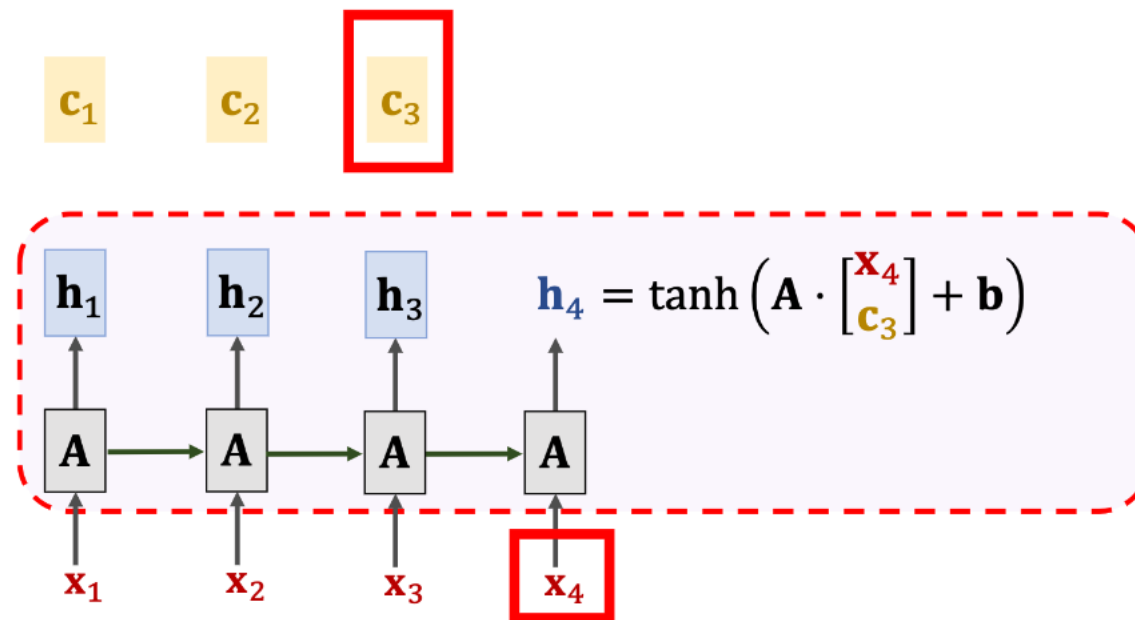 c₁ c₂ c₃
h₁ h₂ h₃ h₄ = tanh(A · [x₄ c₃] + b)
A A A A
x₁ x₂ x₃ x₄